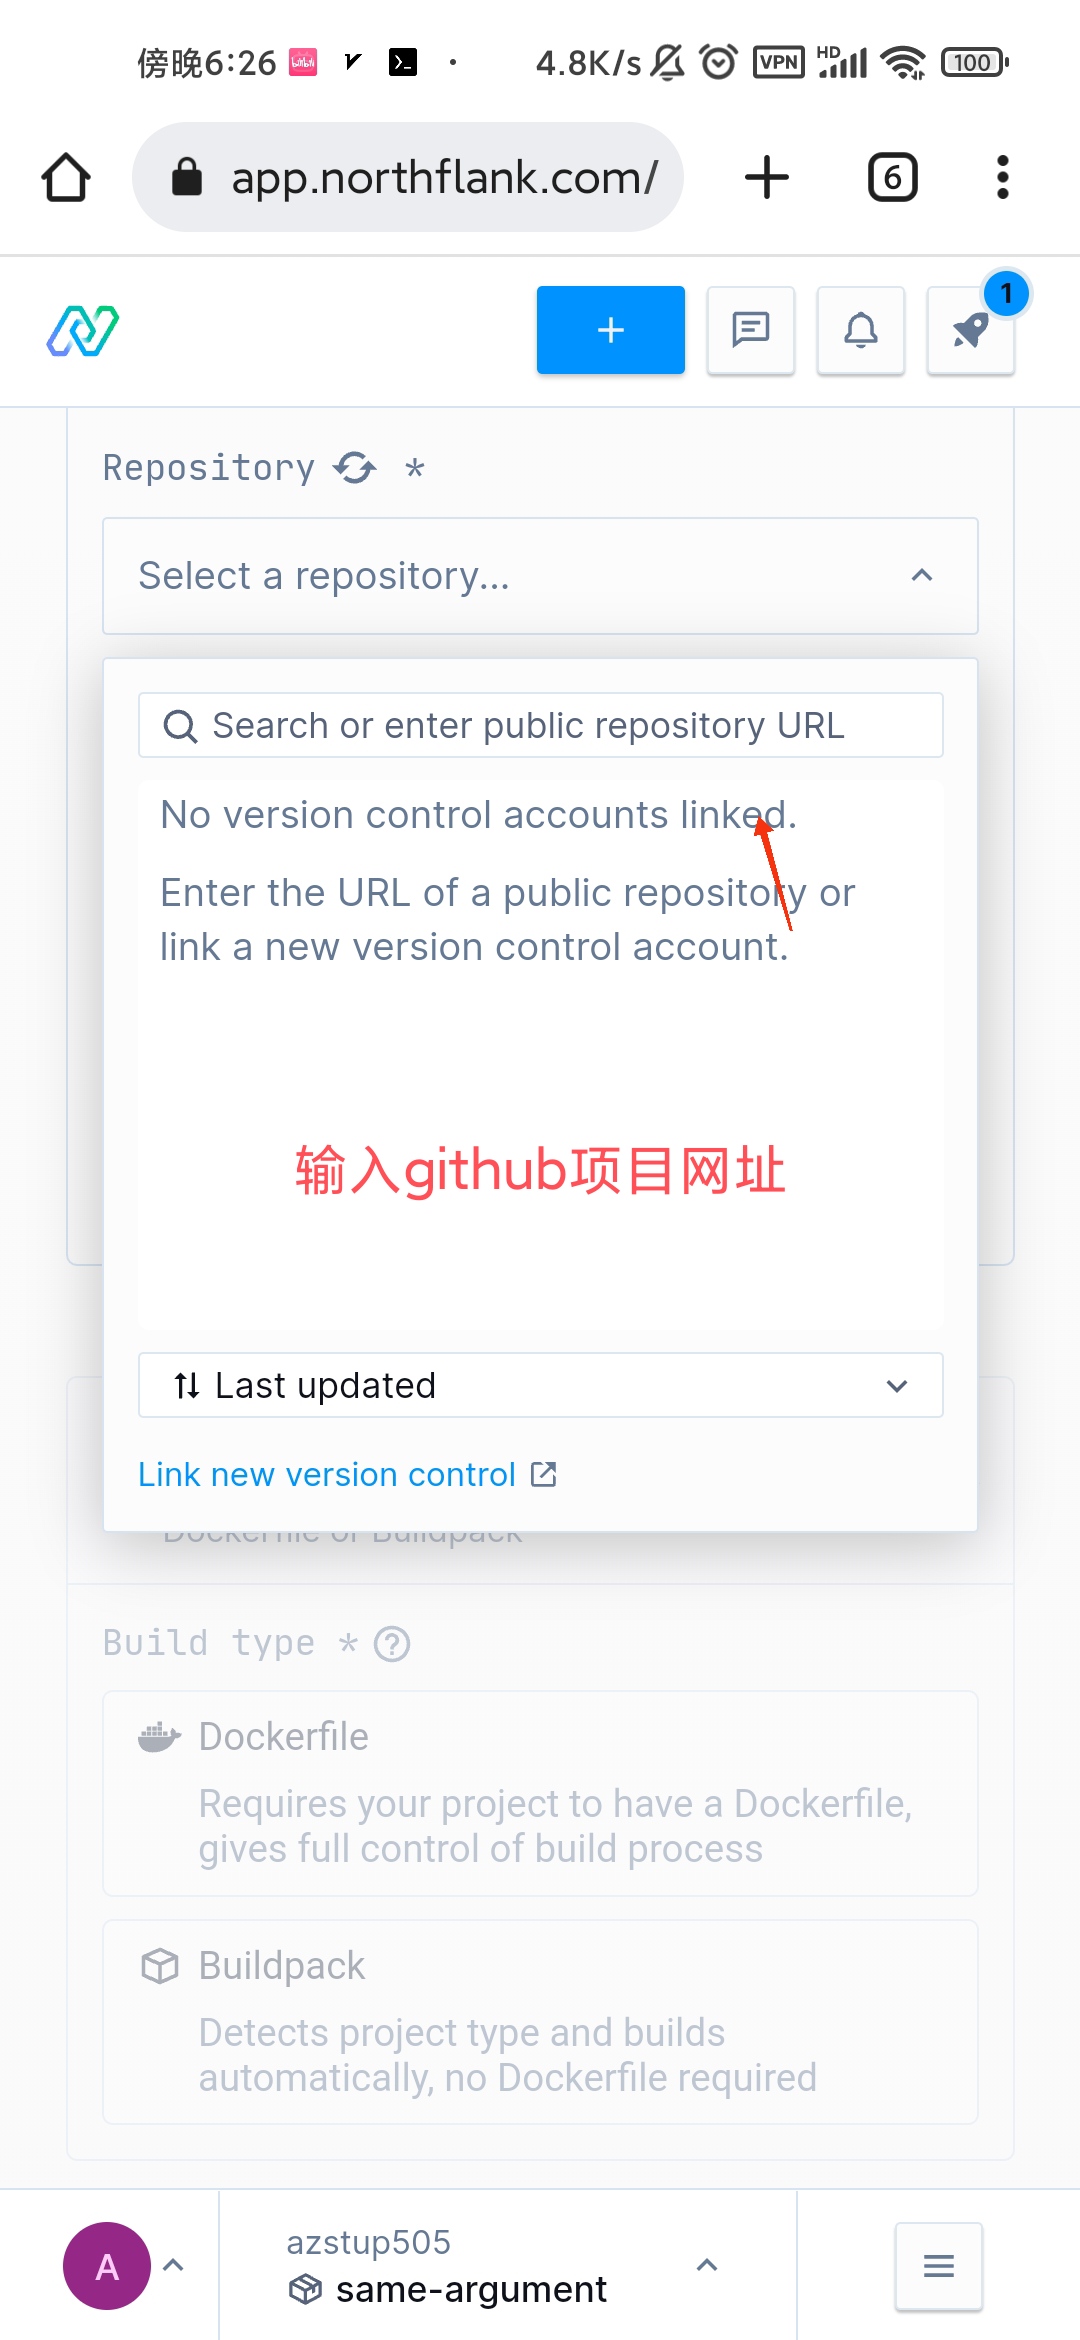 傍晚6:26 bilibili 4.8K/s VPN HD 100
app.northflank.com/ 6
1
Repository *
Select a repository...
Search or enter public repository URL
No version control accounts linked.
Enter the URL of a public repository or
link a new version control account.
输入github项目网址
Last updated
Link new version control
Dockerfile or Buildpack
Build type * ?
Dockerfile
Requires your project to have a Dockerfile,
gives full control of build process
Buildpack
Detects project type and builds
automatically, no Dockerfile required
A
azstup505
same-argument